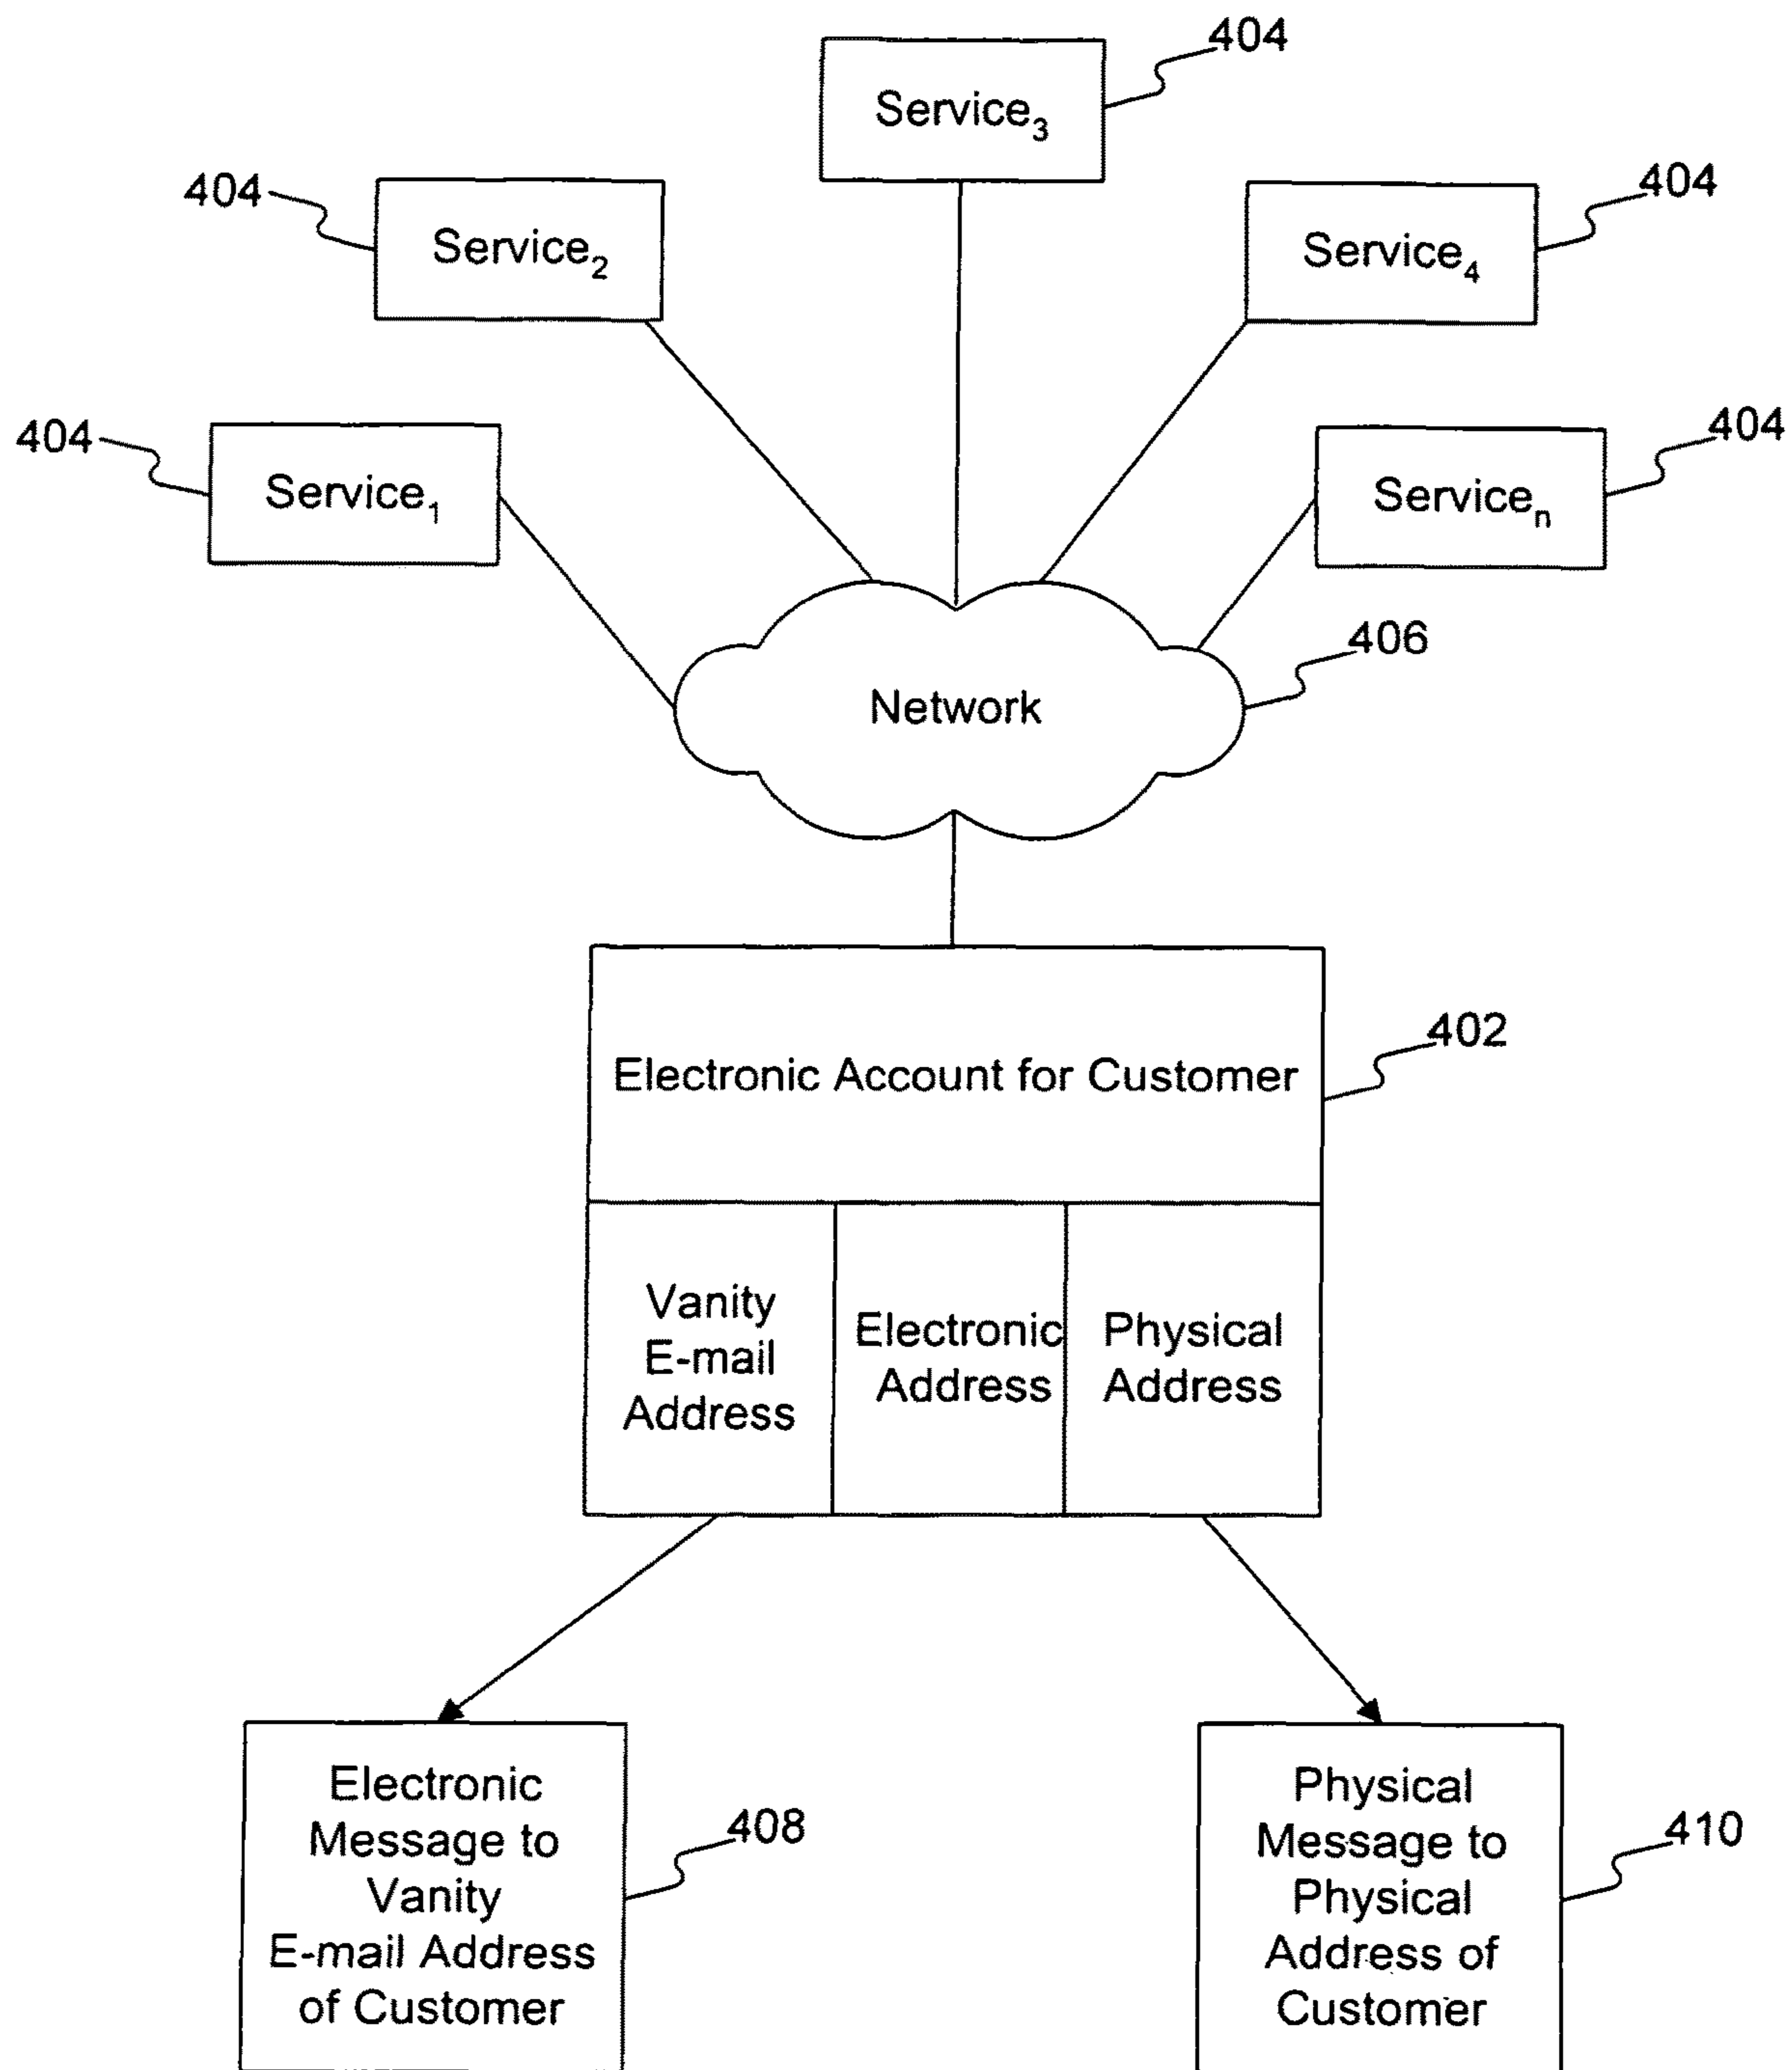 404
Service3
404
Service2
404
Service4
404
Service1
404
Servicen
406
Network
402
Electronic Account for Customer
Vanity
E-mail
Address
Electronic
Address
Physical
Address
Electronic
Message to
Vanity
E-mail Address
of Customer
408
Physical
Message to
Physical
Address of
Customer
410